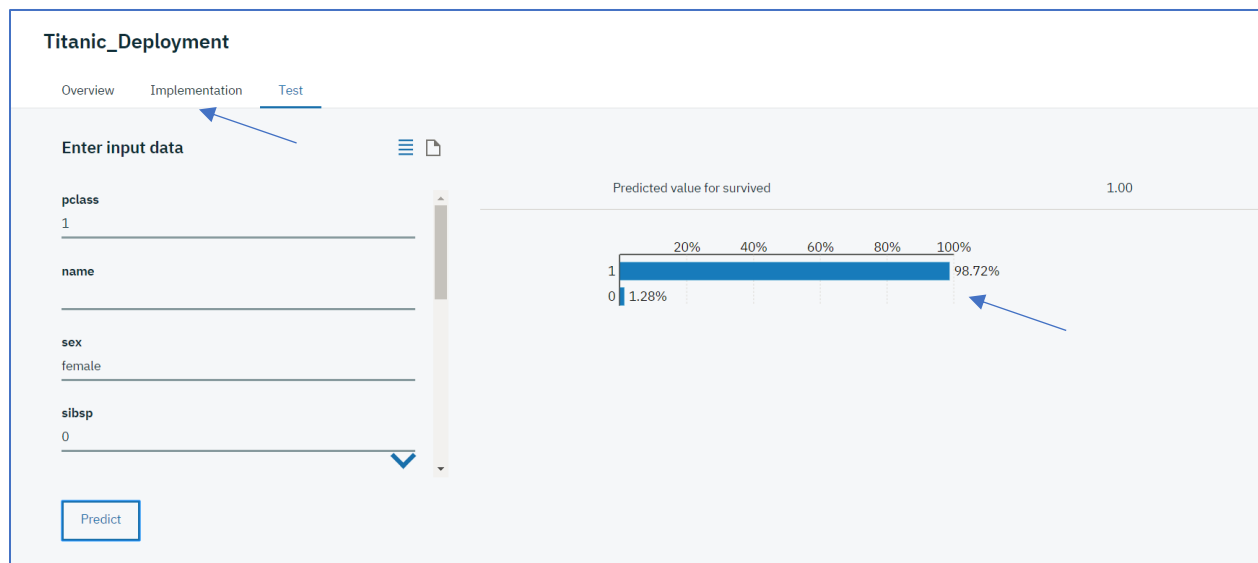 Titanic_Deployment
Overview Implementation Test
Enter input data
pclass
1
name
sex
female
sibsp
0
Predict
Predicted value for survived 1.00
20% 40% 60% 80% 100%
1 98.72%
0 1.28%